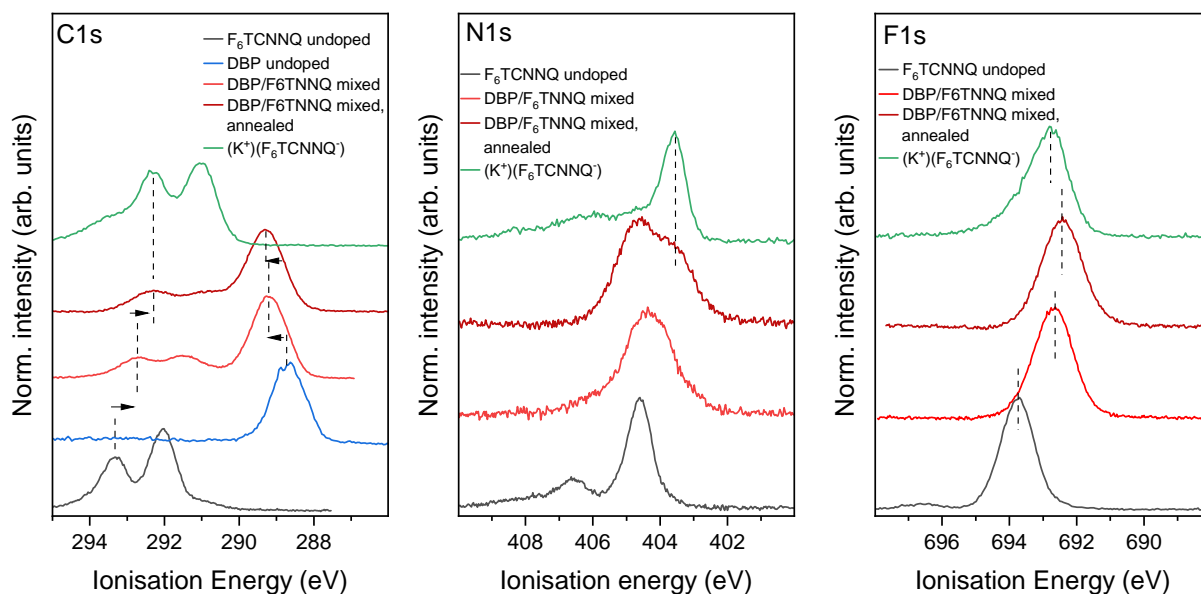 C1s
F₆TCNNQ undoped
DBP undoped
DBP/F6TNNQ mixed
DBP/F6TNNQ mixed,
annealed
(K⁺)(F₆TCNNQ⁻)
Norm. intensity (arb. units)
294 292 290 288
Ionisation Energy (eV)
N1s
F₆TCNNQ undoped
DBP/F₆TNNQ mixed
DBP/F₆TNNQ mixed,
annealed
(K⁺)(F₆TCNNQ⁻)
Norm. intensity (arb. units)
408 406 404 402
Ionisation energy (eV)
F1s
F₆TCNNQ undoped
DBP/F6TNNQ mixed
DBP/F6TNNQ mixed,
annealed
(K⁺)(F₆TCNNQ⁻)
Norm. intensity (arb. units)
696 694 692 690
Ionisation Energy (eV)